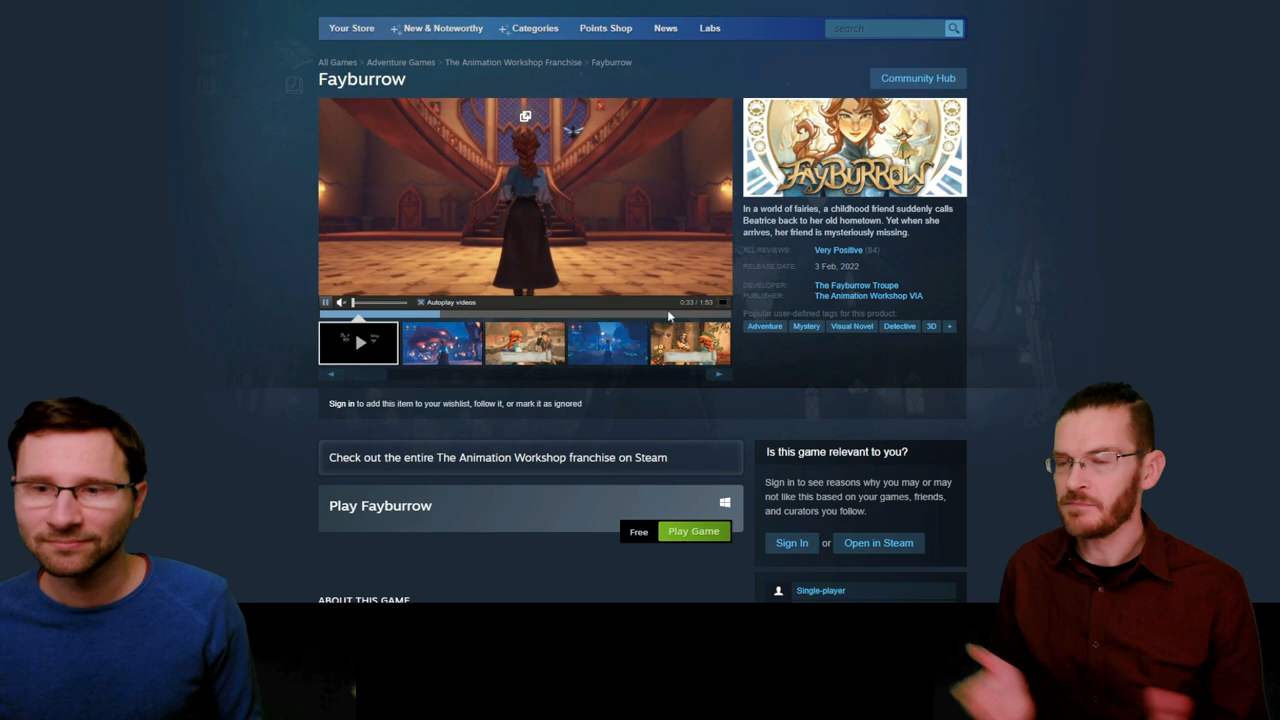 Your Store
New & Noteworthy
Categories
Points Shop
News
Labs
search
All Games > Adventure Games > The Animation Workshop Franchise > Fayburrow
Fayburrow
Community Hub
FAYBURROW
In a world of fairies, a childhood friend suddenly calls
Beatrice back to her old hometown. Yet when she
arrives, her friend is mysteriously missing.
ALL REVIEWS: Very Positive (84)
RELEASE DATE: 3 Feb, 2022
DEVELOPER: The Fayburrow Troupe
PUBLISHER: The Animation Workshop VIA
Popular user-defined tags for this product:
Adventure Mystery Visual Novel Detective 3D +
Autoplay videos
0:33 / 1:53
Sign in to add this item to your wishlist, follow it, or mark it as ignored
Check out the entire The Animation Workshop franchise on Steam
Play Fayburrow
Free
Play Game
Is this game relevant to you?
Sign in to see reasons why you may or may
not like this based on your games, friends,
and curators you follow.
Sign In or Open in Steam
Single-player
ABOUT THIS GAME